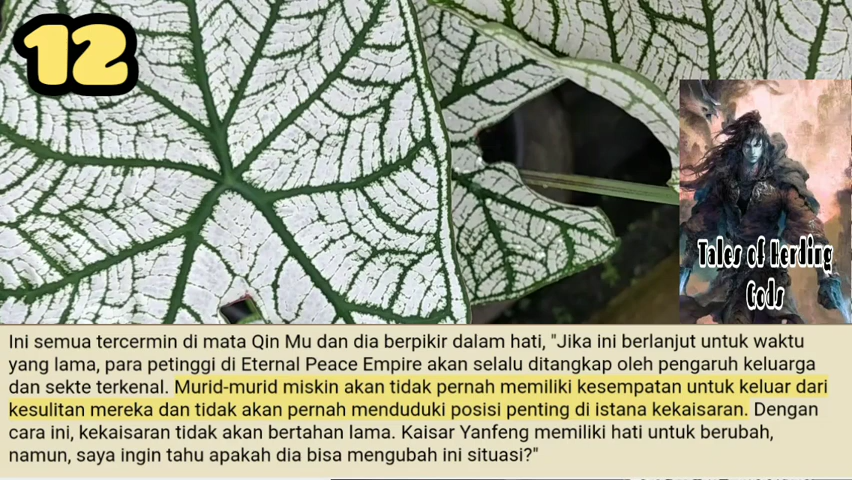 12
Tales of Herding
Gods
Ini semua tercermin di mata Qin Mu dan dia berpikir dalam hati, "Jika ini berlanjut untuk waktu
yang lama, para petinggi di Eternal Peace Empire akan selalu ditangkap oleh pengaruh keluarga
dan sekte terkenal. Murid-murid miskin akan tidak pernah memiliki kesempatan untuk keluar dari
kesulitan mereka dan tidak akan pernah menduduki posisi penting di istana kekaisaran. Dengan
cara ini, kekaisaran tidak akan bertahan lama. Kaisar Yanfeng memiliki hati untuk berubah,
namun, saya ingin tahu apakah dia bisa mengubah ini situasi?"